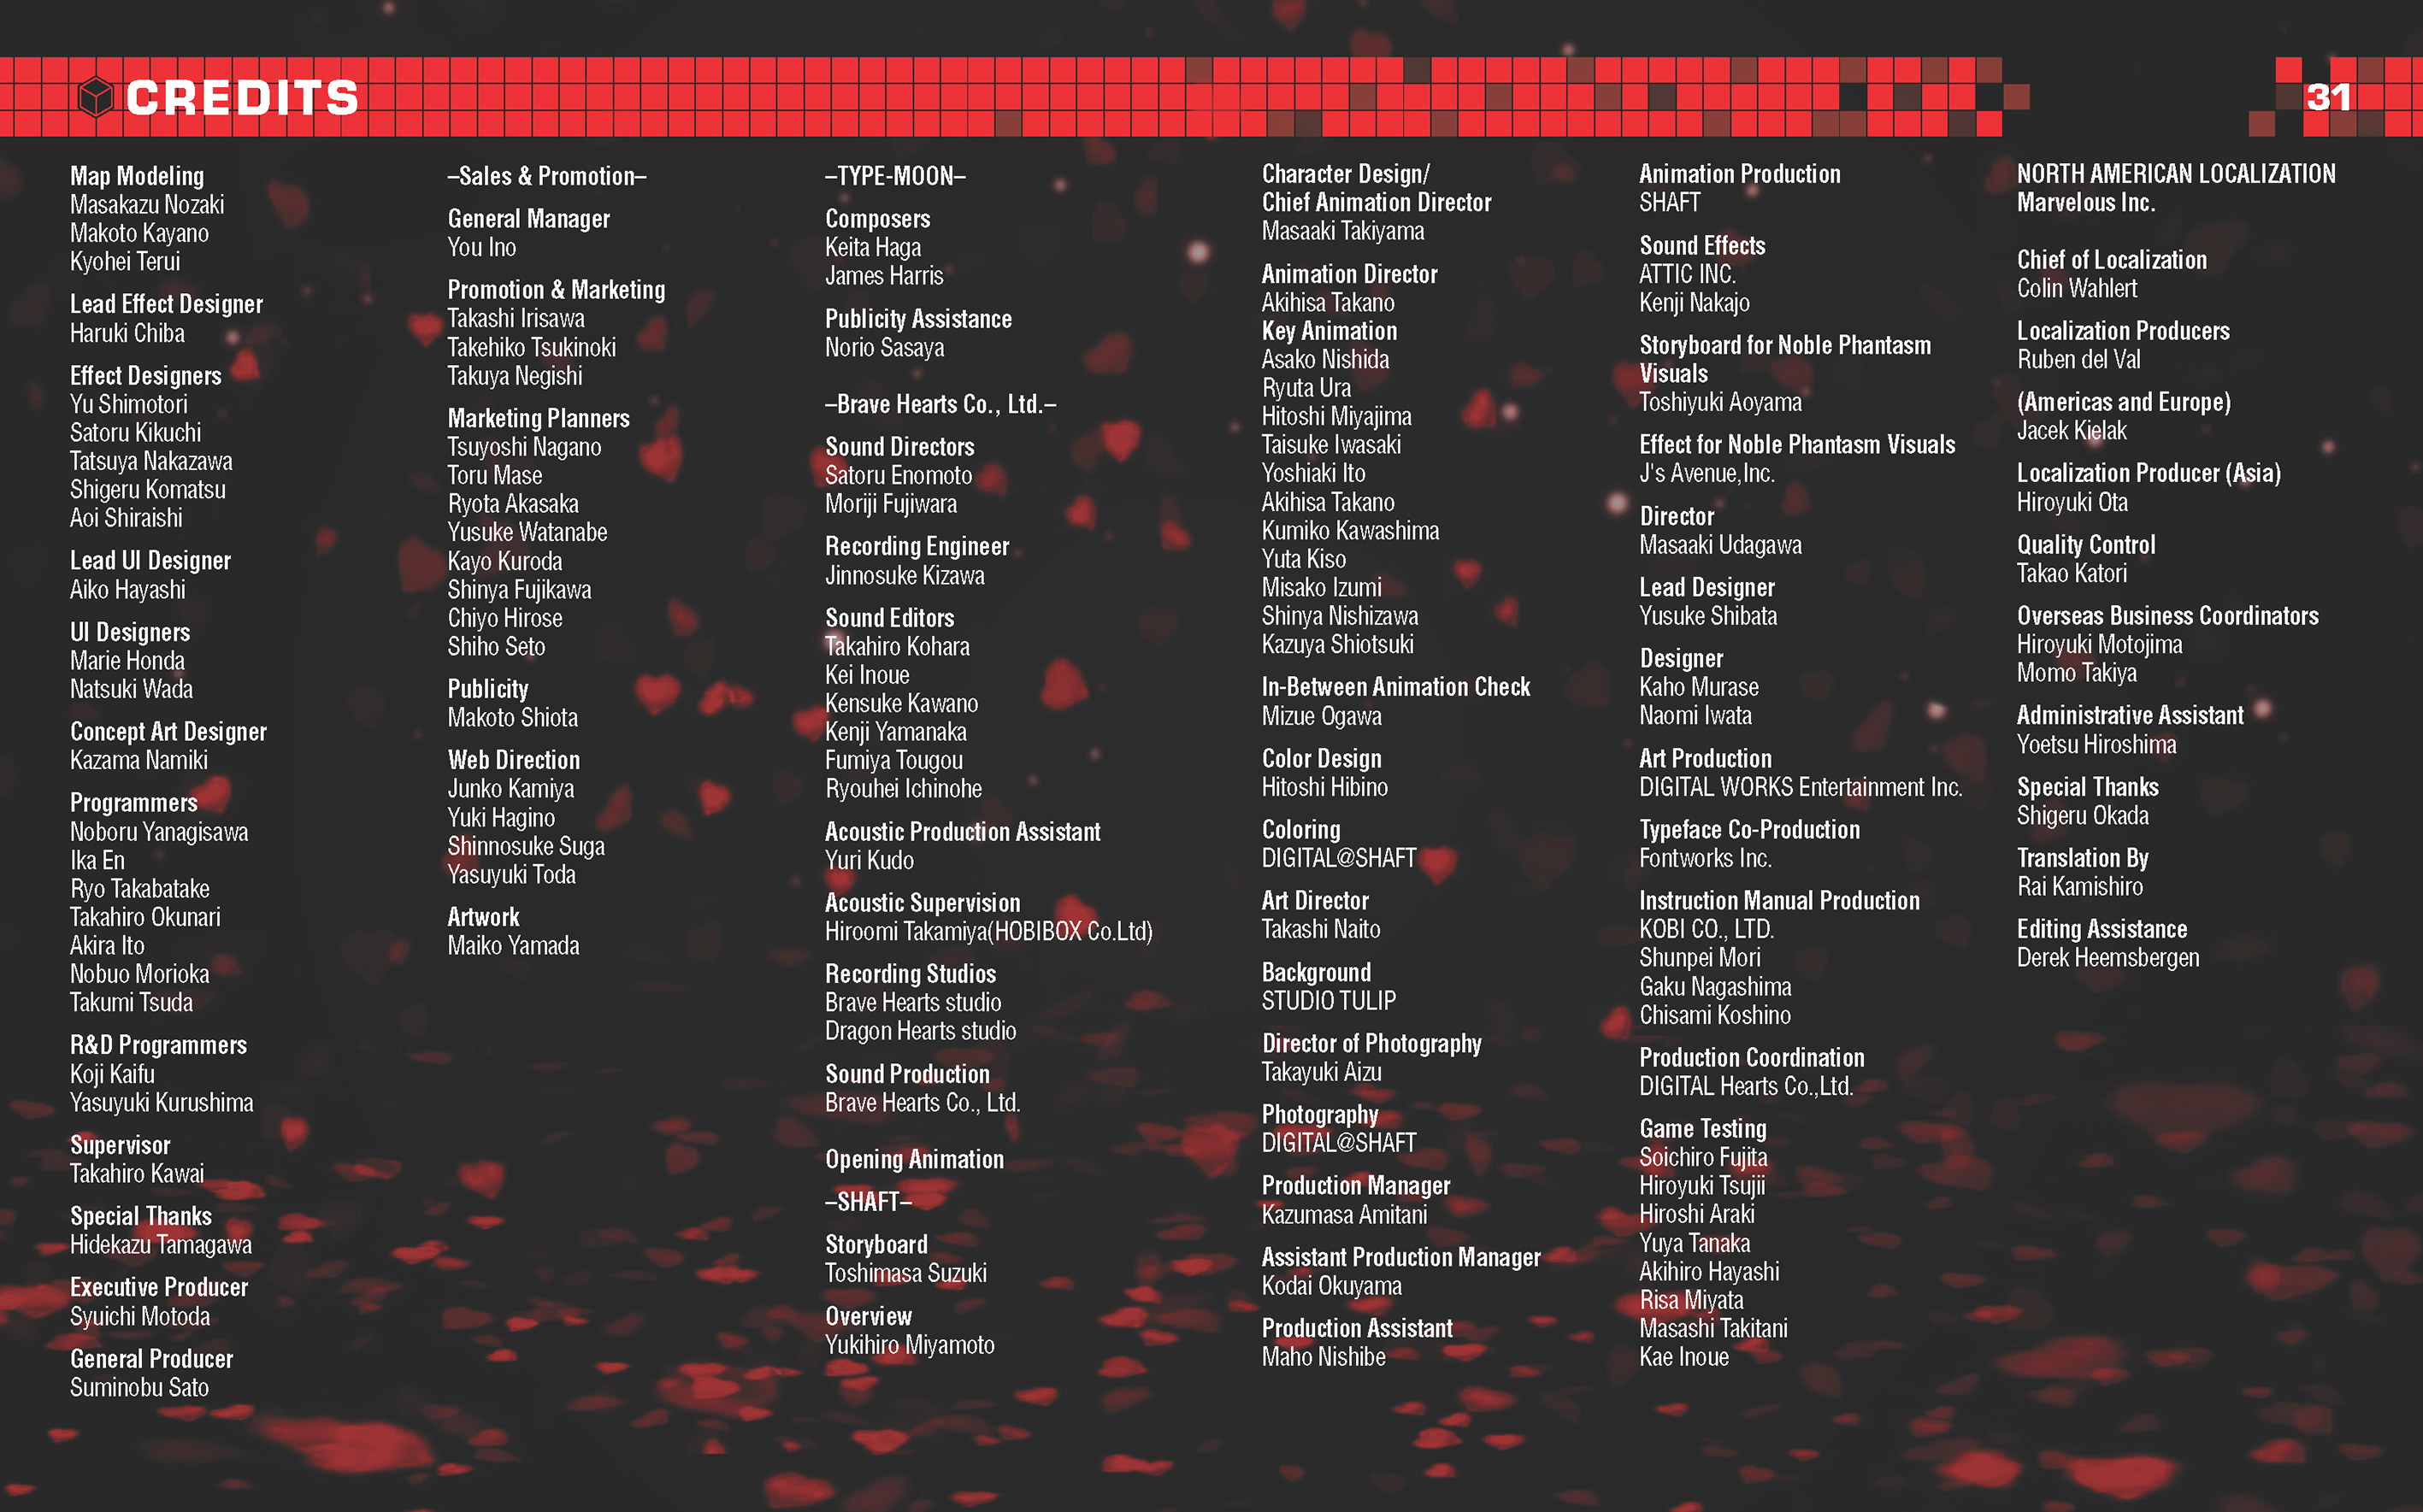 CREDITS
31
Map Modeling
Masakazu Nozaki
Makoto Kayano
Kyohei Terui
Lead Effect Designer
Haruki Chiba
Effect Designers
Yu Shimotori
Satoru Kikuchi
Tatsuya Nakazawa
Shigeru Komatsu
Aoi Shiraishi
Lead UI Designer
Aiko Hayashi
UI Designers
Marie Honda
Natsuki Wada
Concept Art Designer
Kazama Namiki
Programmers
Noboru Yanagisawa
Ika En
Ryo Takabatake
Takahiro Okunari
Akira Ito
Nobuo Morioka
Takumi Tsuda
R&D Programmers
Koji Kaifu
Yasuyuki Kurushima
Supervisor
Takahiro Kawai
Special Thanks
Hidekazu Tamagawa
Executive Producer
Syuichi Motoda
General Producer
Suminobu Sato
–Sales & Promotion–
General Manager
You Ino
Promotion & Marketing
Takashi Irisawa
Takehiko Tsukinoki
Takuya Negishi
Marketing Planners
Tsuyoshi Nagano
Toru Mase
Ryota Akasaka
Yusuke Watanabe
Kayo Kuroda
Shinya Fujikawa
Chiyo Hirose
Shiho Seto
Publicity
Makoto Shiota
Web Direction
Junko Kamiya
Yuki Hagino
Shinnosuke Suga
Yasuyuki Toda
Artwork
Maiko Yamada
–TYPE-MOON–
Composers
Keita Haga
James Harris
Publicity Assistance
Norio Sasaya
–Brave Hearts Co., Ltd.–
Sound Directors
Satoru Enomoto
Moriji Fujiwara
Recording Engineer
Jinnosuke Kizawa
Sound Editors
Takahiro Kohara
Kei Inoue
Kensuke Kawano
Kenji Yamanaka
Fumiya Tougou
Ryouhei Ichinohe
Acoustic Production Assistant
Yuri Kudo
Acoustic Supervision
Hiroomi Takamiya(HOBIBOX Co.Ltd)
Recording Studios
Brave Hearts studio
Dragon Hearts studio
Sound Production
Brave Hearts Co., Ltd.
Opening Animation
–SHAFT–
Storyboard
Toshimasa Suzuki
Overview
Yukihiro Miyamoto
Character Design/
Chief Animation Director
Masaaki Takiyama
Animation Director
Akihisa Takano
Key Animation
Asako Nishida
Ryuta Ura
Hitoshi Miyajima
Taisuke Iwasaki
Yoshiaki Ito
Akihisa Takano
Kumiko Kawashima
Yuta Kiso
Misako Izumi
Shinya Nishizawa
Kazuya Shiotsuki
In-Between Animation Check
Mizue Ogawa
Color Design
Hitoshi Hibino
Coloring
DIGITAL@SHAFT
Art Director
Takashi Naito
Background
STUDIO TULIP
Director of Photography
Takayuki Aizu
Photography
DIGITAL@SHAFT
Production Manager
Kazumasa Amitani
Assistant Production Manager
Kodai Okuyama
Production Assistant
Maho Nishibe
Animation Production
SHAFT
Sound Effects
ATTIC INC.
Kenji Nakajo
Storyboard for Noble Phantasm
Visuals
Toshiyuki Aoyama
Effect for Noble Phantasm Visuals
J's Avenue,Inc.
Director
Masaaki Udagawa
Lead Designer
Yusuke Shibata
Designer
Kaho Murase
Naomi Iwata
Art Production
DIGITAL WORKS Entertainment Inc.
Typeface Co-Production
Fontworks Inc.
Instruction Manual Production
KOBI CO., LTD.
Shunpei Mori
Gaku Nagashima
Chisami Koshino
Production Coordination
DIGITAL Hearts Co.,Ltd.
Game Testing
Soichiro Fujita
Hiroyuki Tsujii
Hiroshi Araki
Yuya Tanaka
Akihiro Hayashi
Risa Miyata
Masashi Takitani
Kae Inoue
NORTH AMERICAN LOCALIZATION
Marvelous Inc.
Chief of Localization
Colin Wahlert
Localization Producers
Ruben del Val
(Americas and Europe)
Jacek Kielak
Localization Producer (Asia)
Hiroyuki Ota
Quality Control
Takao Katori
Overseas Business Coordinators
Hiroyuki Motojima
Momo Takiya
Administrative Assistant
Yoetsu Hiroshima
Special Thanks
Shigeru Okada
Translation By
Rai Kamishiro
Editing Assistance
Derek Heemsbergen